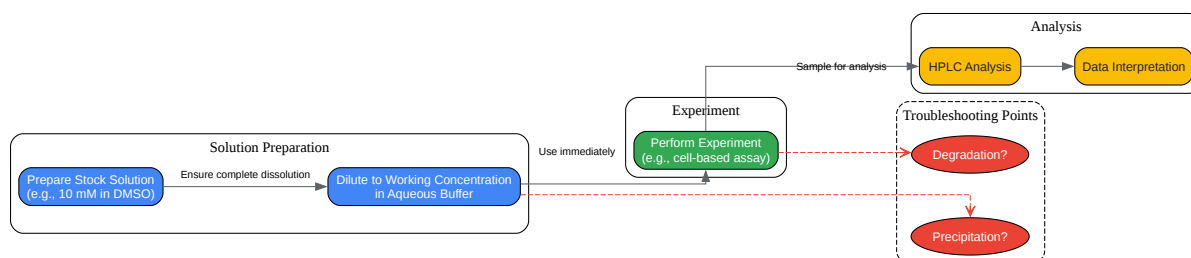 Solution Preparation
Prepare Stock Solution
(e.g., 10 mM in DMSO)
Ensure complete dissolution
Dilute to Working Concentration
in Aqueous Buffer
Use immediately
Experiment
Perform Experiment
(e.g., cell-based assay)
Sample for analysis
Analysis
HPLC Analysis
Data Interpretation
Troubleshooting Points
Degradation?
Precipitation?